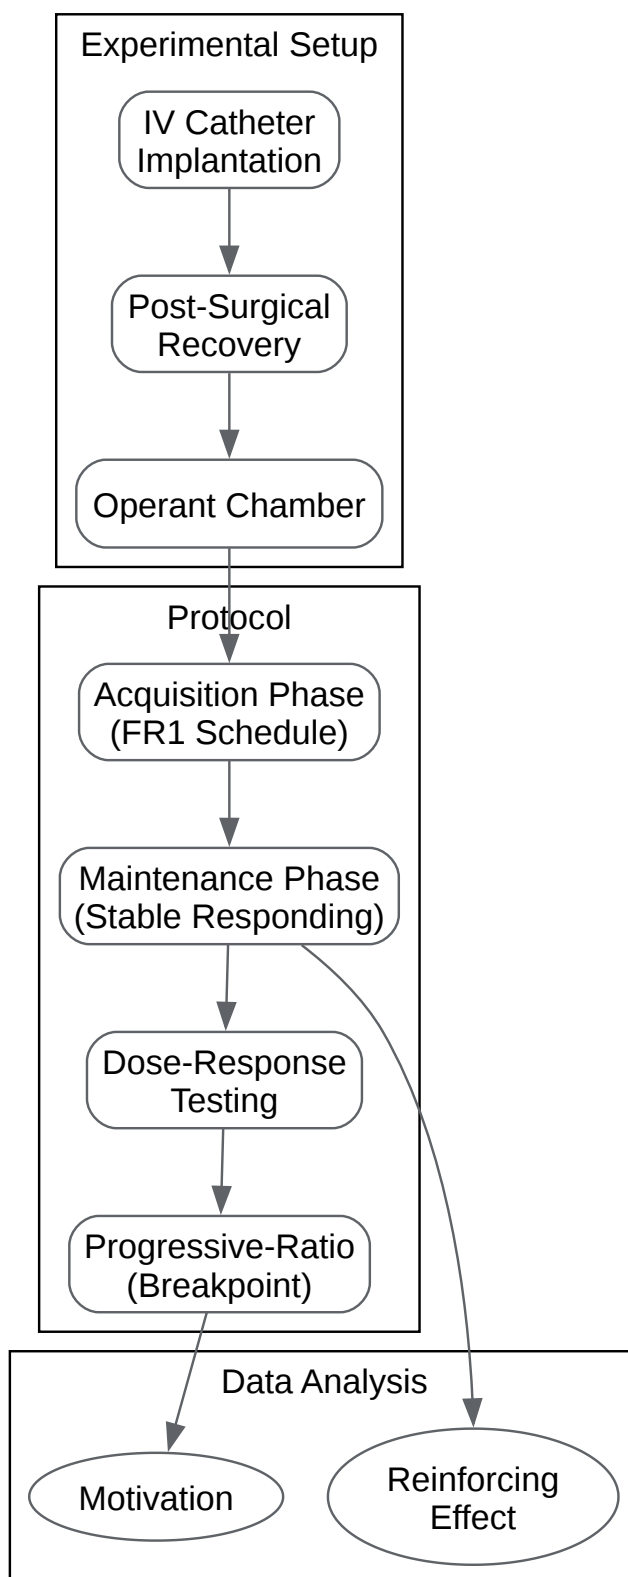 Experimental Setup
IV Catheter
Implantation
Post-Surgical
Recovery
Operant Chamber
Protocol
Acquisition Phase
(FR1 Schedule)
Maintenance Phase
(Stable Responding)
Dose-Response
Testing
Progressive-Ratio
(Breakpoint)
Data Analysis
Motivation
Reinforcing
Effect